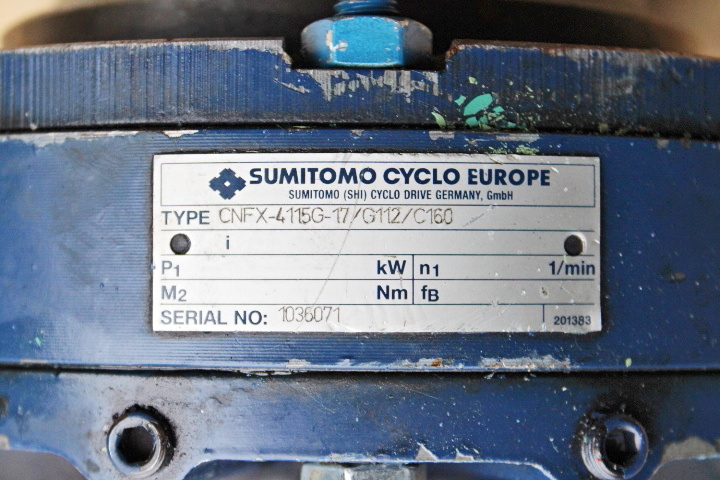 SUMITOMO CYCLO EUROPE
SUMITOMO (SHI) CYCLO DRIVE GERMANY, GmbH
TYPE CNFX-4115G-17/G112/C160
i
P1 kW n1 1/min
M2 Nm fB
SERIAL NO: 1036071 201383